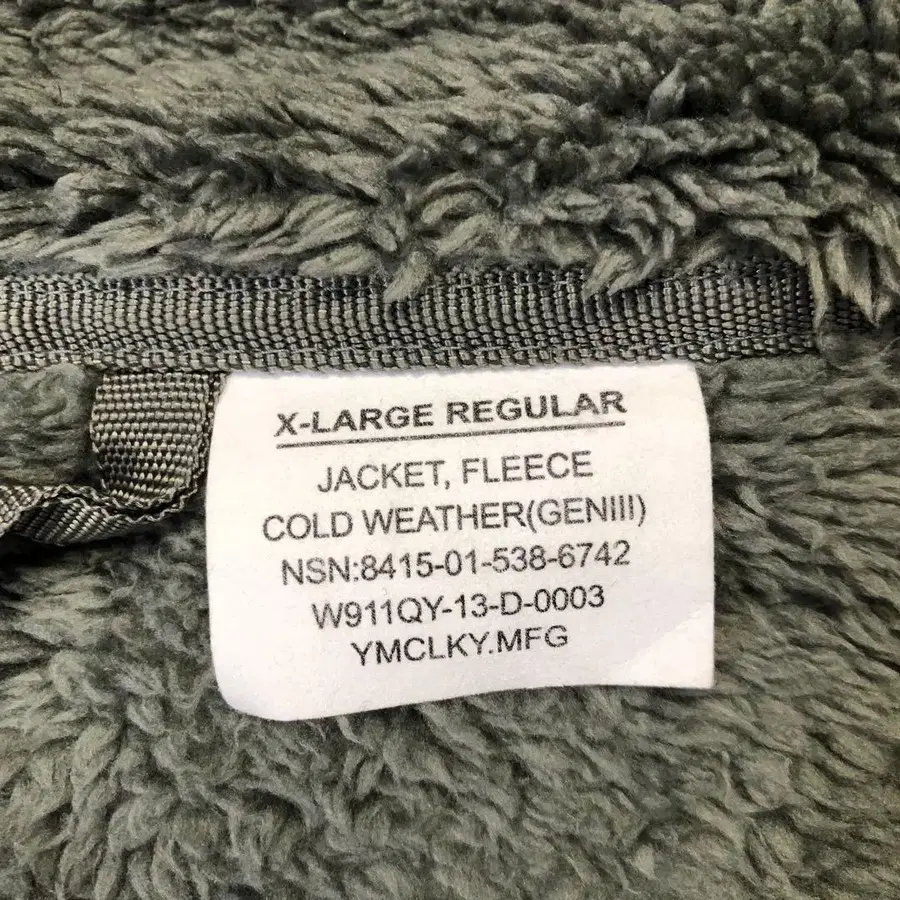 X-LARGE REGULAR
JACKET, FLEECE
COLD WEATHER(GENIII)
NSN:8415-01-538-6742
W911QY-13-D-0003
YMCLKY.MFG